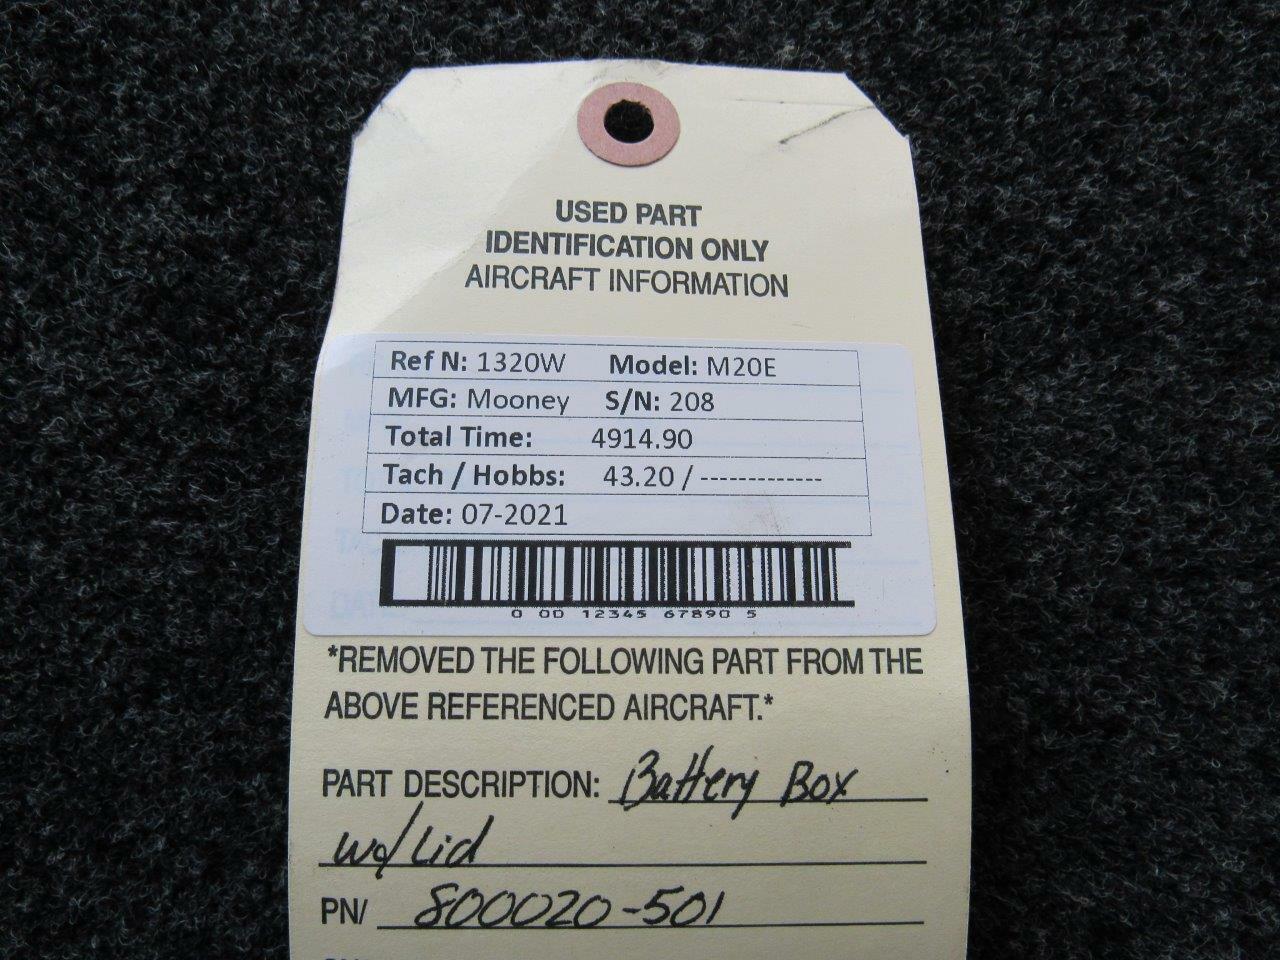 USED PART
IDENTIFICATION ONLY
AIRCRAFT INFORMATION
Ref N: 1320W Model: M20E
MFG: Mooney S/N: 208
Total Time: 4914.90
Tach / Hobbs: 43.20 / -------------
Date: 07-2021
0 00 12345 67890 5
*REMOVED THE FOLLOWING PART FROM THE
ABOVE REFERENCED AIRCRAFT.*
PART DESCRIPTION: Battery Box
w/ Lid
PN/ 800020-501